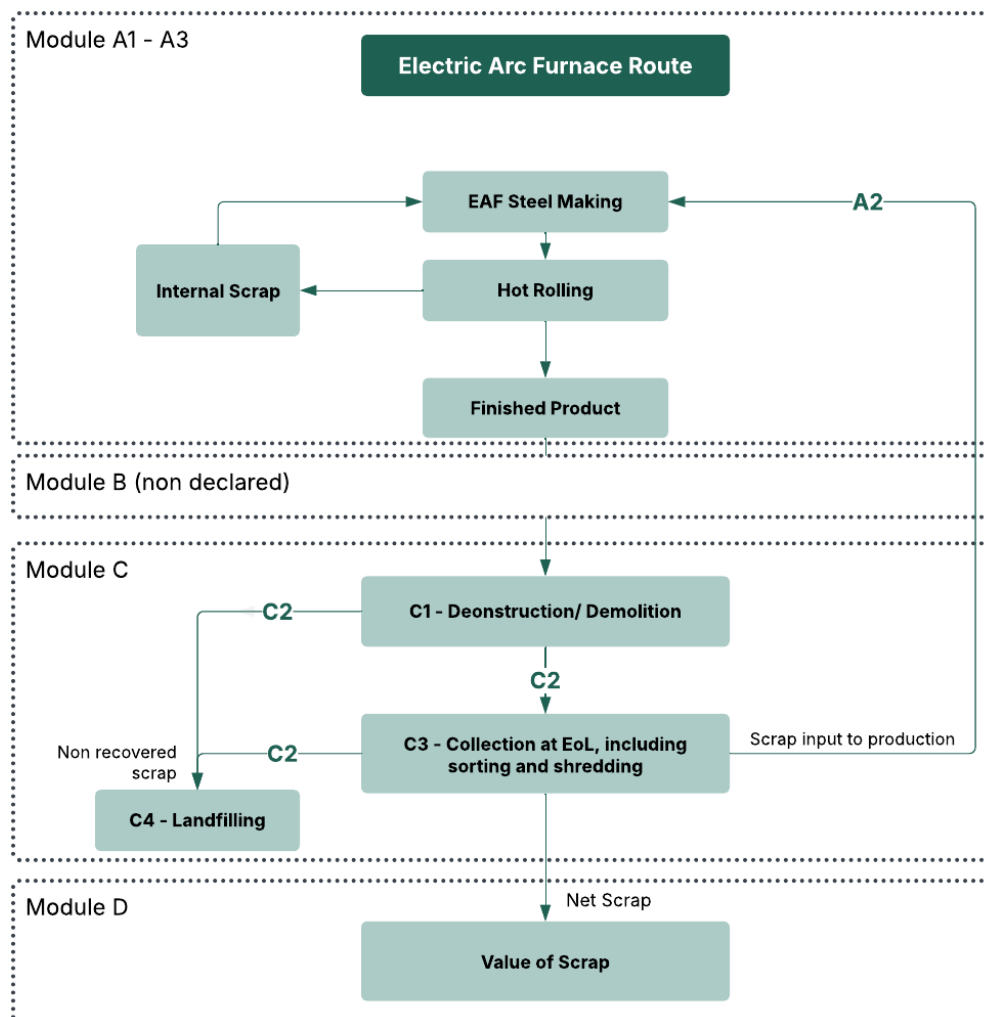 Module A1 - A3
Electric Arc Furnace Route
EAF Steel Making
A2
Internal Scrap
Hot Rolling
Finished Product
Module B (non declared)
Module C
C2
C1 - Deonstruction/ Demolition
C2
Non recovered
scrap
C2
C3 - Collection at EoL, including
sorting and shredding
Scrap input to production
C4 - Landfilling
Module D
Net Scrap
Value of Scrap